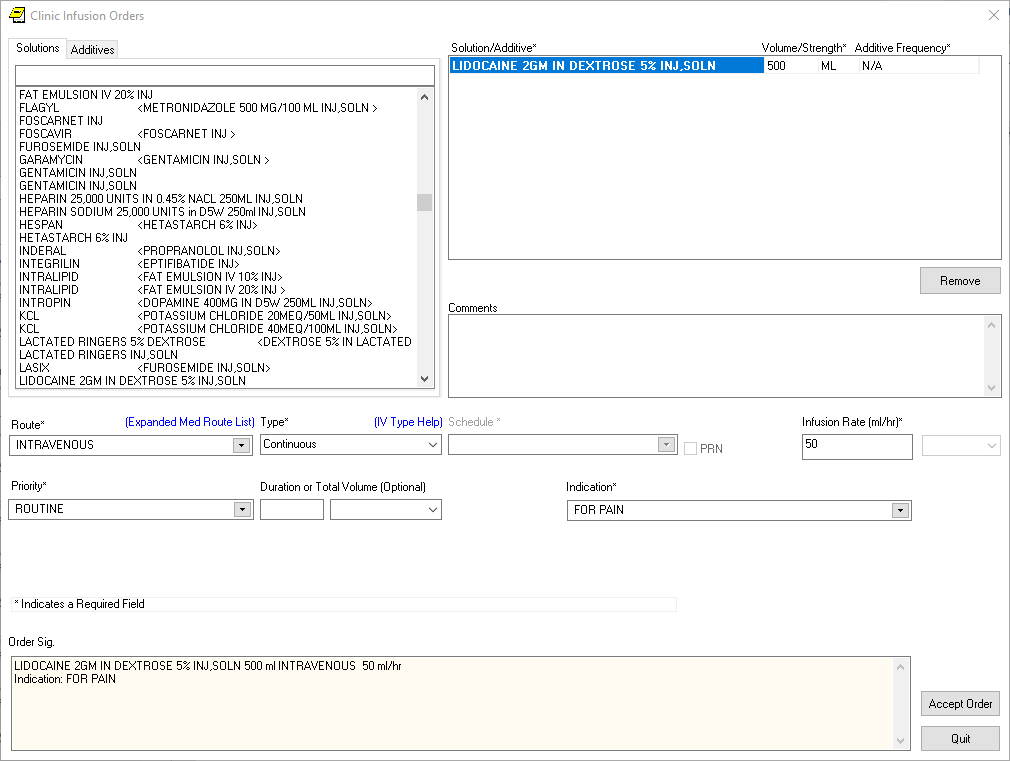 Clinic Infusion Orders
Solutions Additives
FAT EMULSION IV 20% INJ
FLAGYL <METRONIDAZOLE 500 MG/100 ML INJ,SOLN >
FOSCARNET INJ
FOSCAVIR <FOSCARNET INJ >
FUROSEMIDE INJ,SOLN
GARAMYCIN <GENTAMICIN INJ,SOLN >
GENTAMICIN INJ,SOLN
GENTAMICIN INJ,SOLN
HEPARIN 25,000 UNITS IN 0.45% NACL 250ML INJ,SOLN
HEPARIN SODIUM 25,000 UNITS in D5W 250ml INJ,SOLN
HESPAN <HETASTARCH 6% INJ>
HETASTARCH 6% INJ
INDERAL <PROPRANOLOL INJ,SOLN>
INTEGRILIN <EPTIFIBATIDE INJ>
INTRALIPID <FAT EMULSION IV 10% INJ>
INTRALIPID <FAT EMULSION IV 20% INJ >
INTROPIN <DOPAMINE 400MG IN D5W 250ML INJ,SOLN>
KCL <POTASSIUM CHLORIDE 20MEQ/50ML INJ,SOLN>
KCL <POTASSIUM CHLORIDE 40MEQ/100ML INJ,SOLN>
LACTATED RINGERS 5% DEXTROSE <DEXTROSE 5% IN LACTATED
LACTATED RINGERS INJ,SOLN
LASIX <FUROSEMIDE INJ,SOLN>
LIDOCAINE 2GM IN DEXTROSE 5% INJ,SOLN
Solution/Additive* Volume/Strength* Additive Frequency*
LIDOCAINE 2GM IN DEXTROSE 5% INJ,SOLN 500 ML N/A
Remove
Comments
Route* (Expanded Med Route List) Type* (IV Type Help) Schedule * Infusion Rate (ml/hr)*
INTRAVENOUS Continuous PRN 50
Priority* Duration or Total Volume (Optional) Indication*
ROUTINE FOR PAIN
* Indicates a Required Field
Order Sig.
LIDOCAINE 2GM IN DEXTROSE 5% INJ,SOLN 500 ml INTRAVENOUS 50 ml/hr
Indication: FOR PAIN
Accept Order
Quit